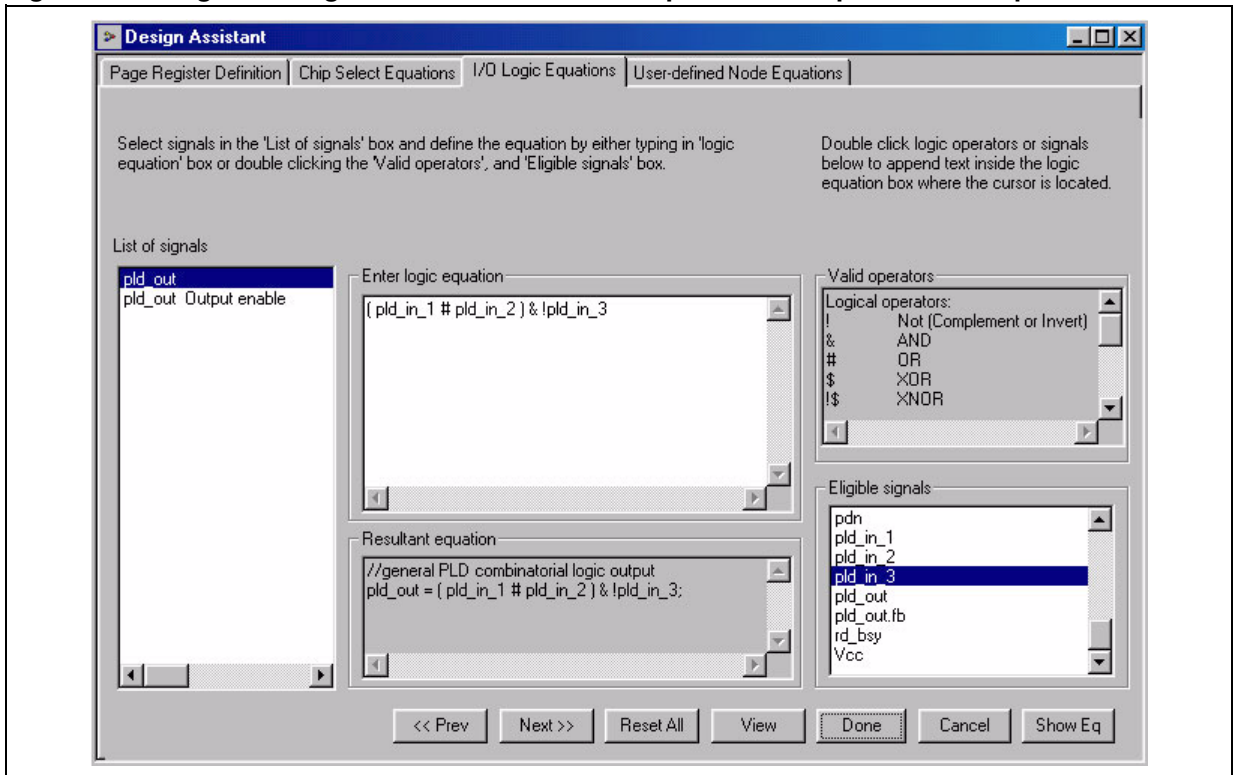 Design Assistant
Page Register Definition
Chip Select Equations
I/O Logic Equations
User-defined Node Equations
Select signals in the 'List of signals' box and define the equation by either typing in 'logic
equation' box or double clicking the 'Valid operators', and 'Eligible signals' box.
Double click logic operators or signals
below to append text inside the logic
equation box where the cursor is located.
List of signals
pld_out
pld_out Output enable
Enter logic equation
( pld_in_1 # pld_in_2 ) & !pld_in_3
Resultant equation
//general PLD combinatorial logic output
pld_out = ( pld_in_1 # pld_in_2 ) & !pld_in_3;
Valid operators
Logical operators:
! Not (Complement or Invert)
& AND
# OR
$ XOR
!$ XNOR
Eligible signals
pdn
pld_in_1
pld_in_2
pld_in_3
pld_out
pld_out.fb
rd_bsy
Vcc
<< Prev
Next >>
Reset All
View
Done
Cancel
Show Eq